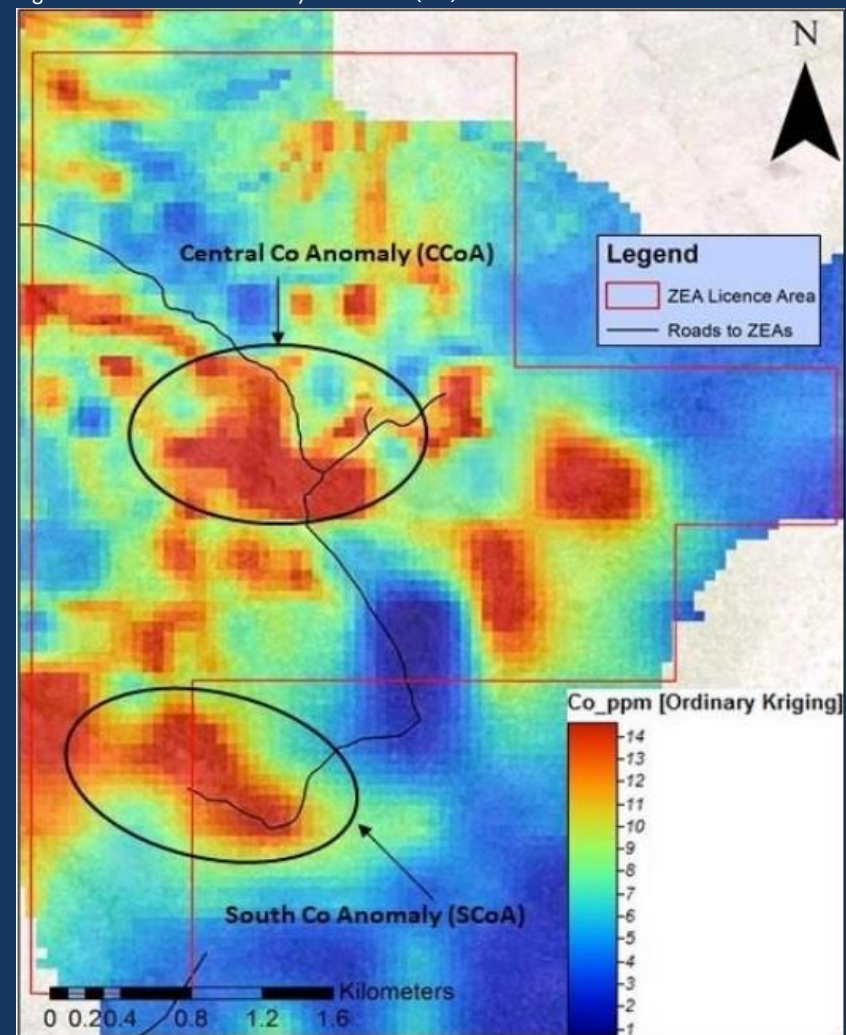 N
Central Co Anomaly (CCoA)
Legend
ZEA Licence Area
Roads to ZEAs
Co_ppm [Ordinary Kriging]
14
13
12
11
10
9
8
7
6
5
4
3
2
1
South Co Anomaly (SCoA)
Kilometers
0 0.20.4 0.8 1.2 1.6